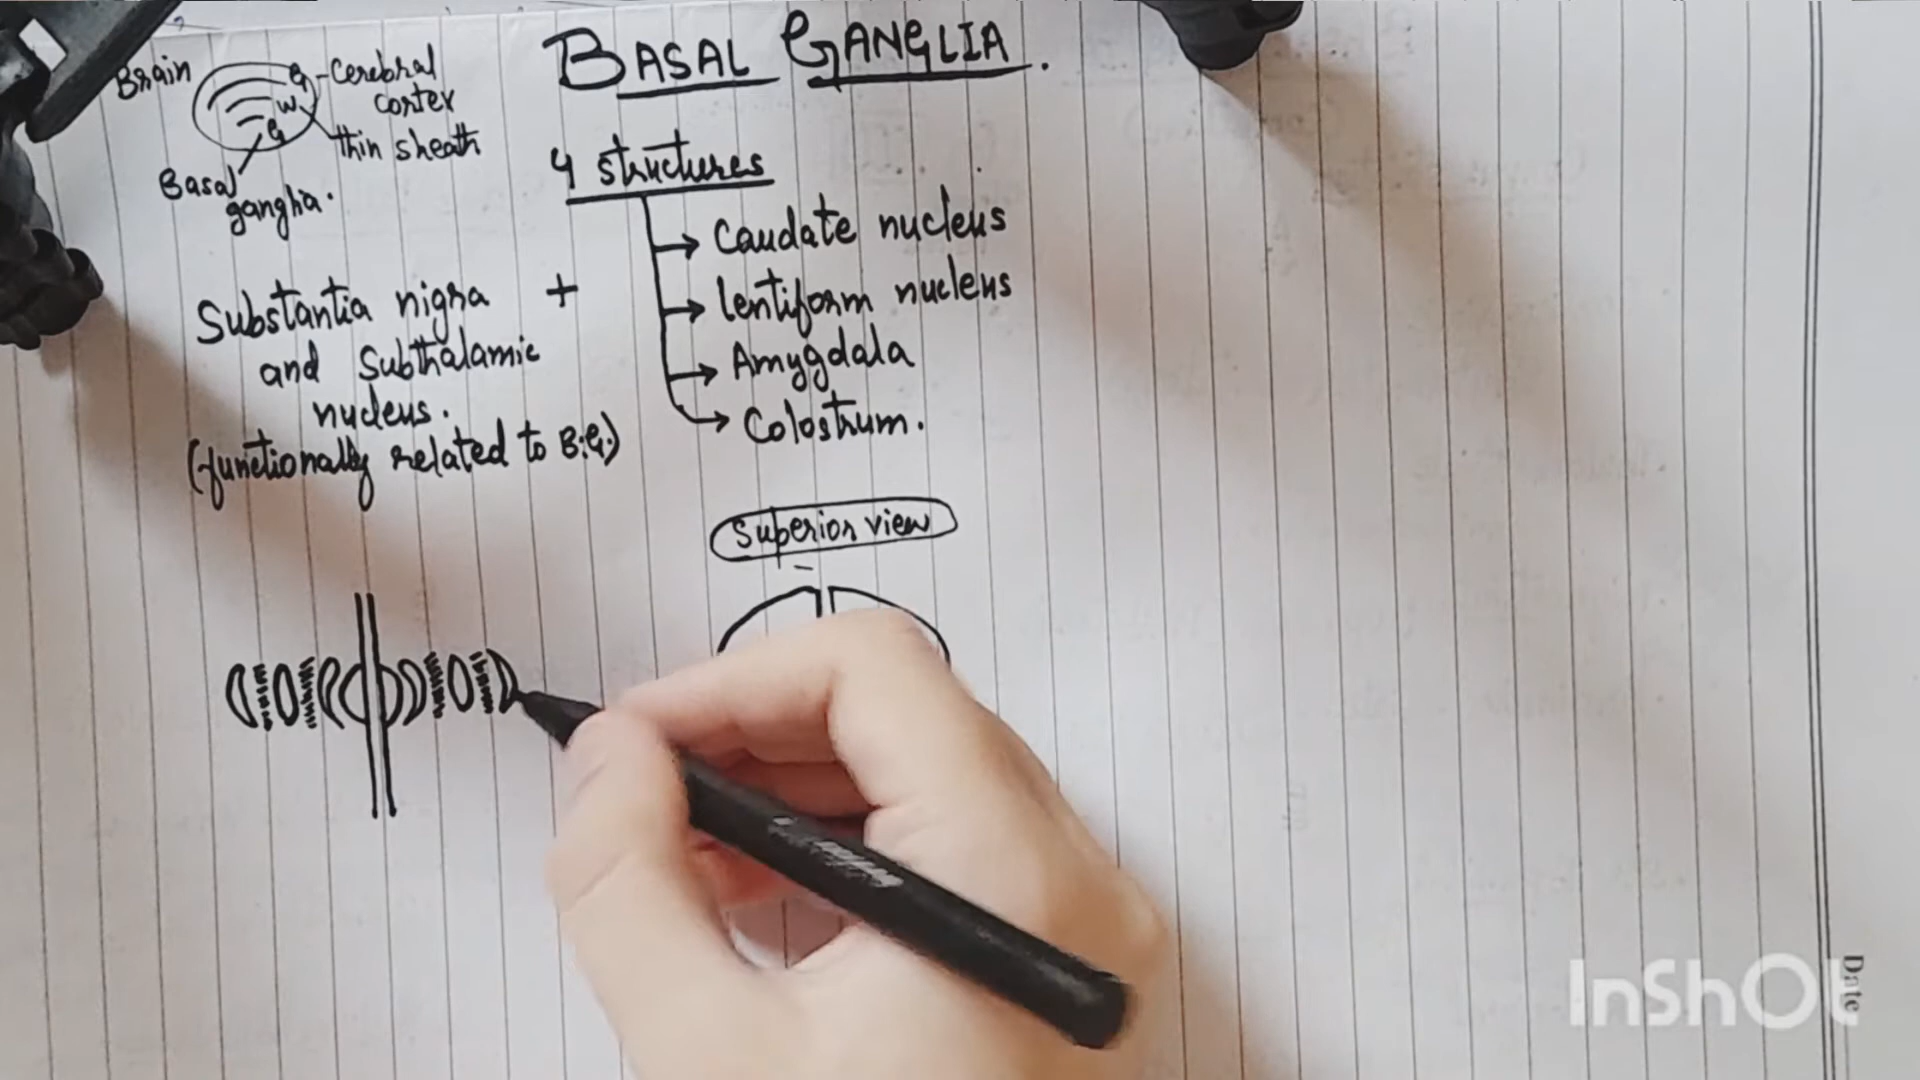 BASAL GANGLIA.
Brain
G - Cerebral
cortex
W
thin sheath
G
Basal
ganglia.
4 structures
Caudate nucleus
lentiform nucleus
Amygdala
Colostrum.
Substantia nigra +
and Subthalamic
nucleus.
(functionally related to B.G.)
Superior view
InShOt
Date